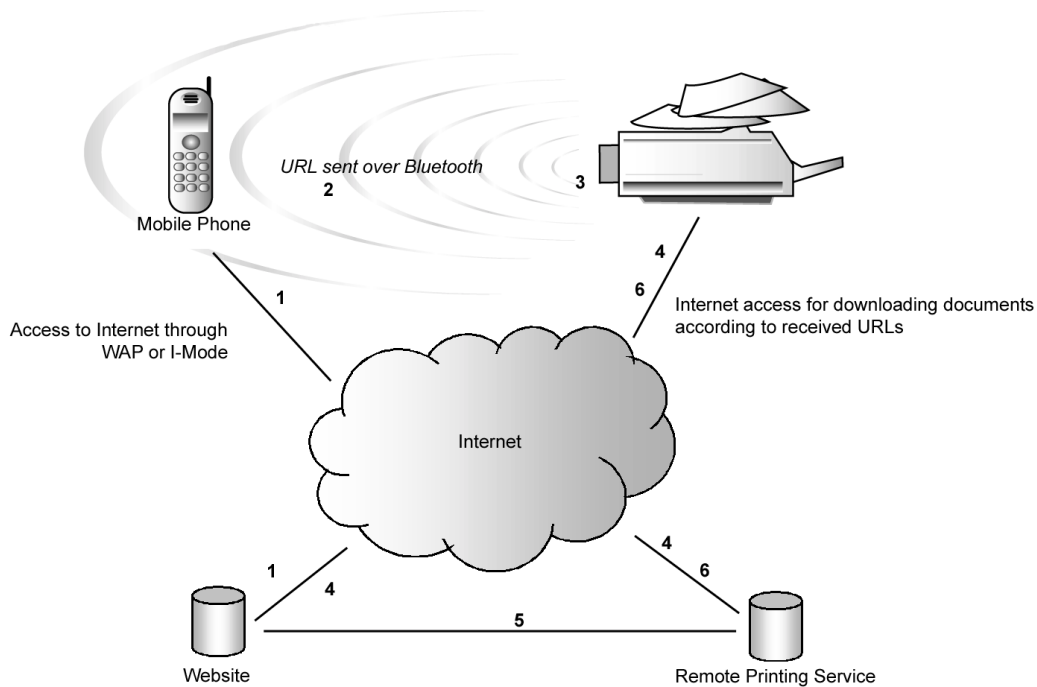 URL sent over Bluetooth
2
3
Mobile Phone
4
1
6
Internet access for downloading documents
according to received URLs
Access to Internet through
WAP or I-Mode
Internet
1
4
4
6
5
Website
Remote Printing Service